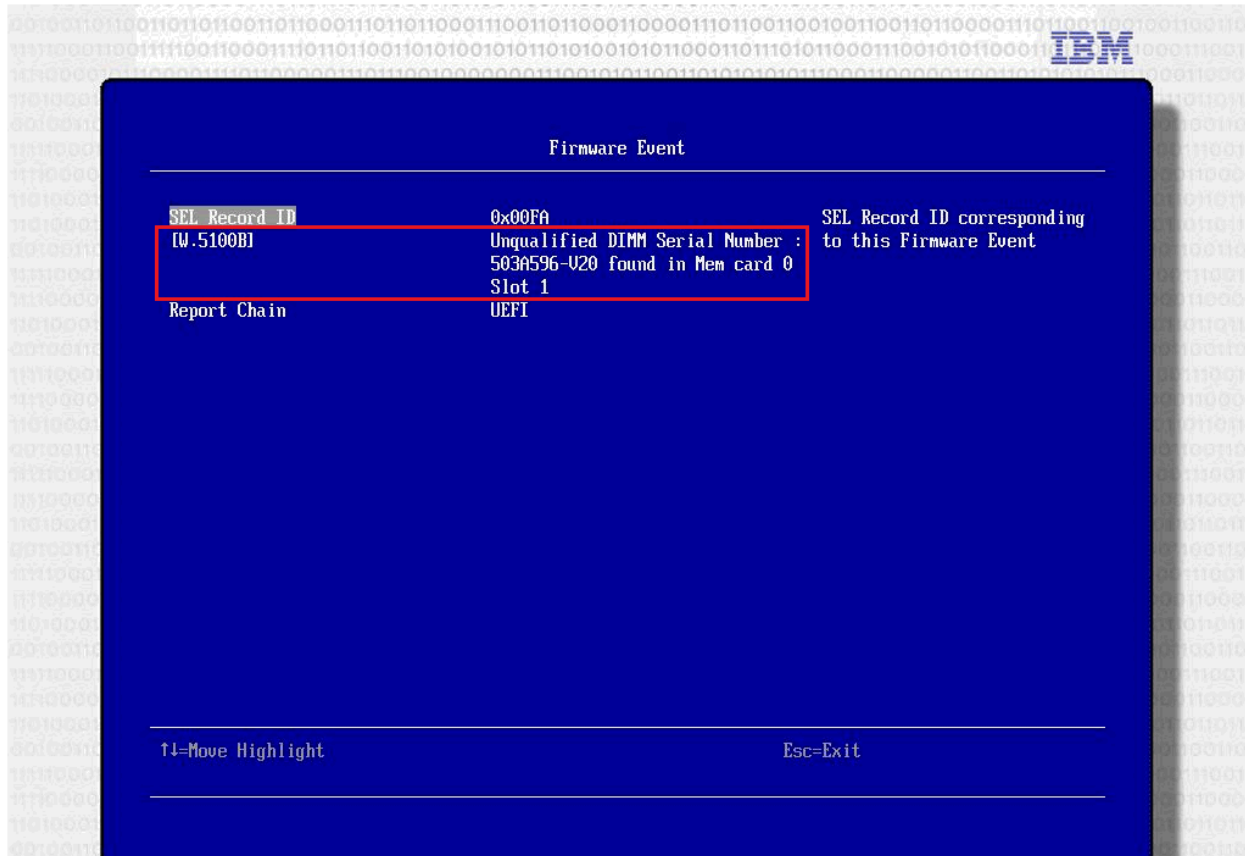 IBM
Firmware Event
SEL Record ID 0x00FA SEL Record ID corresponding
[W.5100B] Unqualified DIMM Serial Number : to this Firmware Event
503A596-V20 found in Mem card 0
Slot 1
Report Chain UEFI
↑↓=Move Highlight Esc=Exit